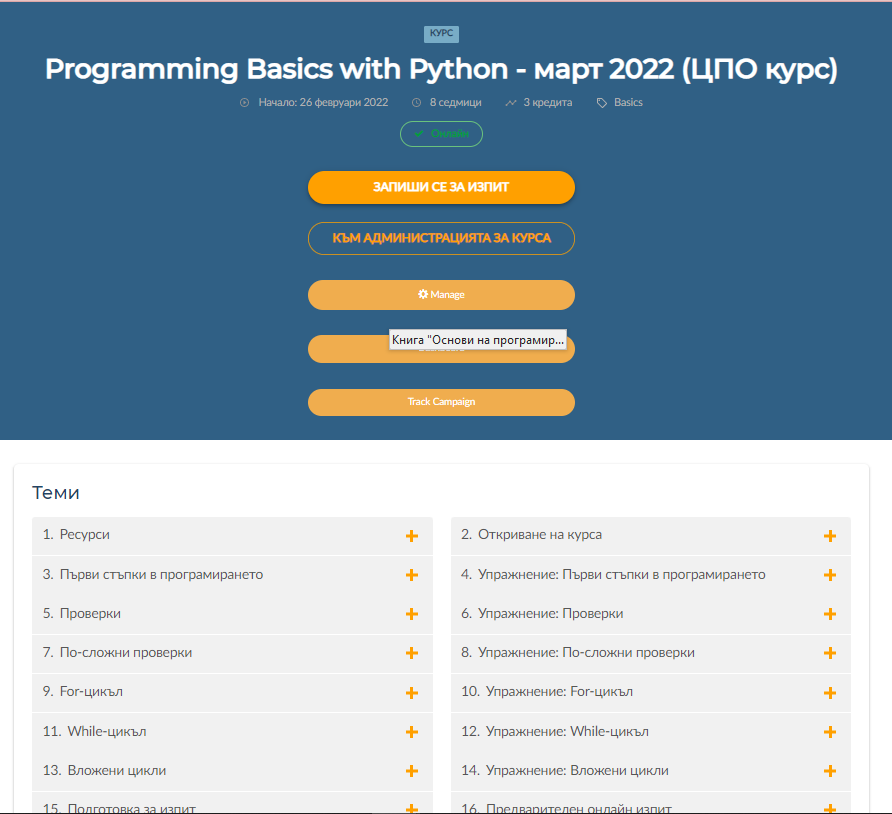 КУРС
Programming Basics with Python - март 2022 (ЦПО курс)
Начало: 26 февруари 2022 8 седмици 3 кредита Basics
Онлайн
ЗАПИШИ СЕ ЗА ИЗПИТ
КЪМ АДМИНИСТРАЦИЯТА ЗА КУРСА
Manage
Книга "Основи на програмир...
Track Campaign
Теми
1. Ресурси
2. Откриване на курса
3. Първи стъпки в програмирането
4. Упражнение: Първи стъпки в програмирането
5. Проверки
6. Упражнение: Проверки
7. По-сложни проверки
8. Упражнение: По-сложни проверки
9. For-цикъл
10. Упражнение: For-цикъл
11. While-цикъл
12. Упражнение: While-цикъл
13. Вложени цикли
14. Упражнение: Вложени цикли
15. Подготовка за изпит
16. Предварителен онлайн изпит